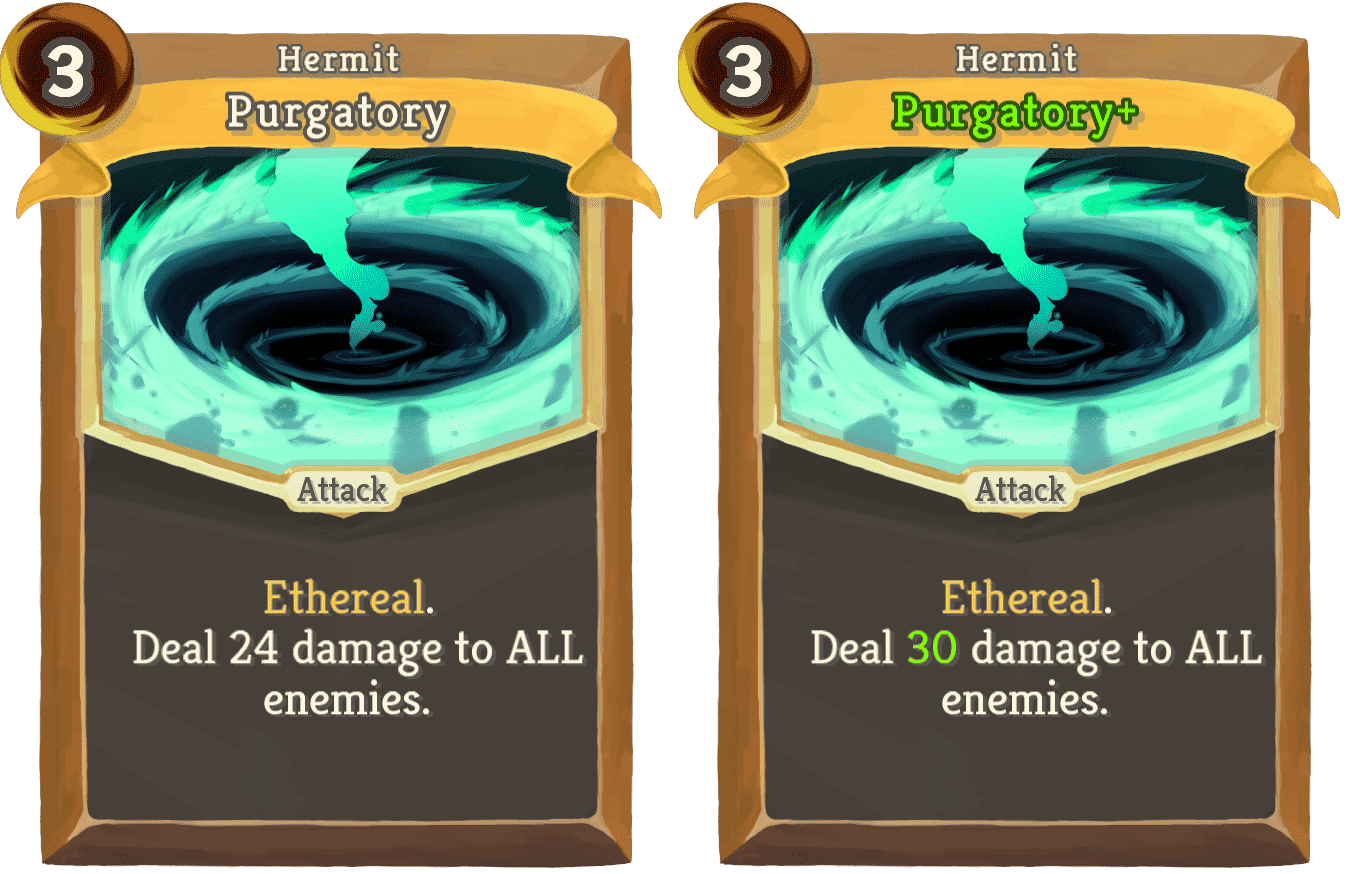 3
Hermit
Purgatory
Attack
Ethereal.
Deal 24 damage to ALL
enemies.
3
Hermit
Purgatory+
Attack
Ethereal.
Deal 30 damage to ALL
enemies.